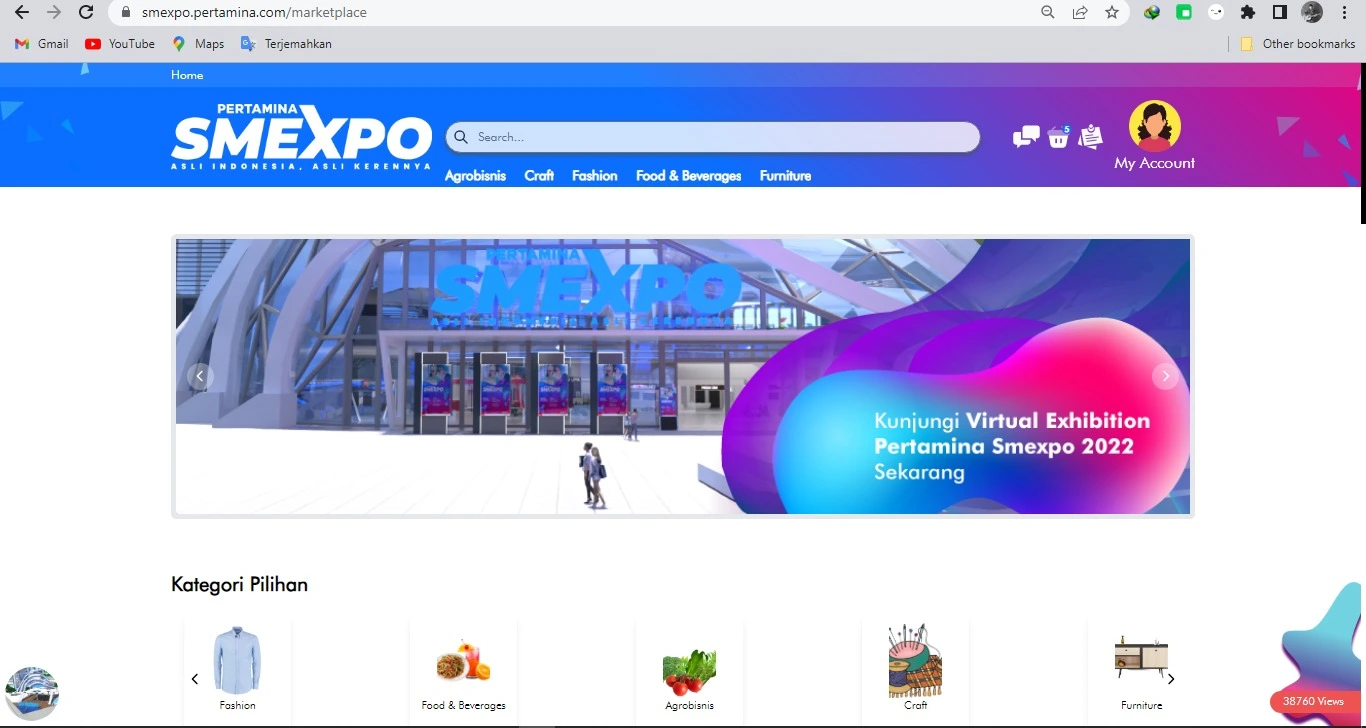 smexpo.pertamina.com/marketplace
Gmail YouTube Maps Terjemahkan Other bookmarks
Home
PERTAMINA
SMEXPO
ASLI INDONESIA, ASLI KERENNYA
Search...
5
My Account
Agrobisnis Craft Fashion Food & Beverages Furniture
PERTAMINA
SMEXPO
Kunjungi Virtual Exhibition
Pertamina Smexpo 2022
Sekarang
Kategori Pilihan
Fashion Food & Beverages Agrobisnis Craft Furniture
38760 Views